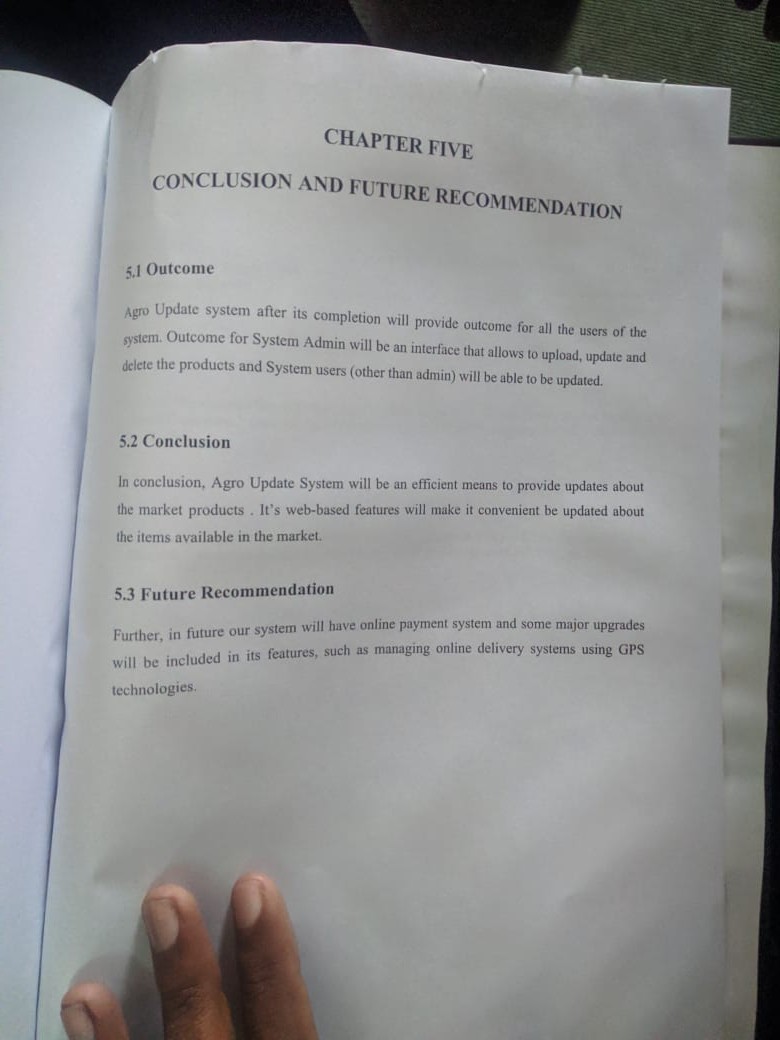 CHAPTER FIVE
CONCLUSION AND FUTURE RECOMMENDATION
5.1 Outcome
Agro Update system after its completion will provide outcome for all the users of the
system. Outcome for System Admin will be an interface that allows to upload, update and
delete the products and System users (other than admin) will be able to be updated.
5.2 Conclusion
In conclusion, Agro Update System will be an efficient means to provide updates about
the market products . It's web-based features will make it convenient be updated about
the items available in the market.
5.3 Future Recommendation
Further, in future our system will have online payment system and some major upgrades
will be included in its features, such as managing online delivery systems using GPS
technologies.